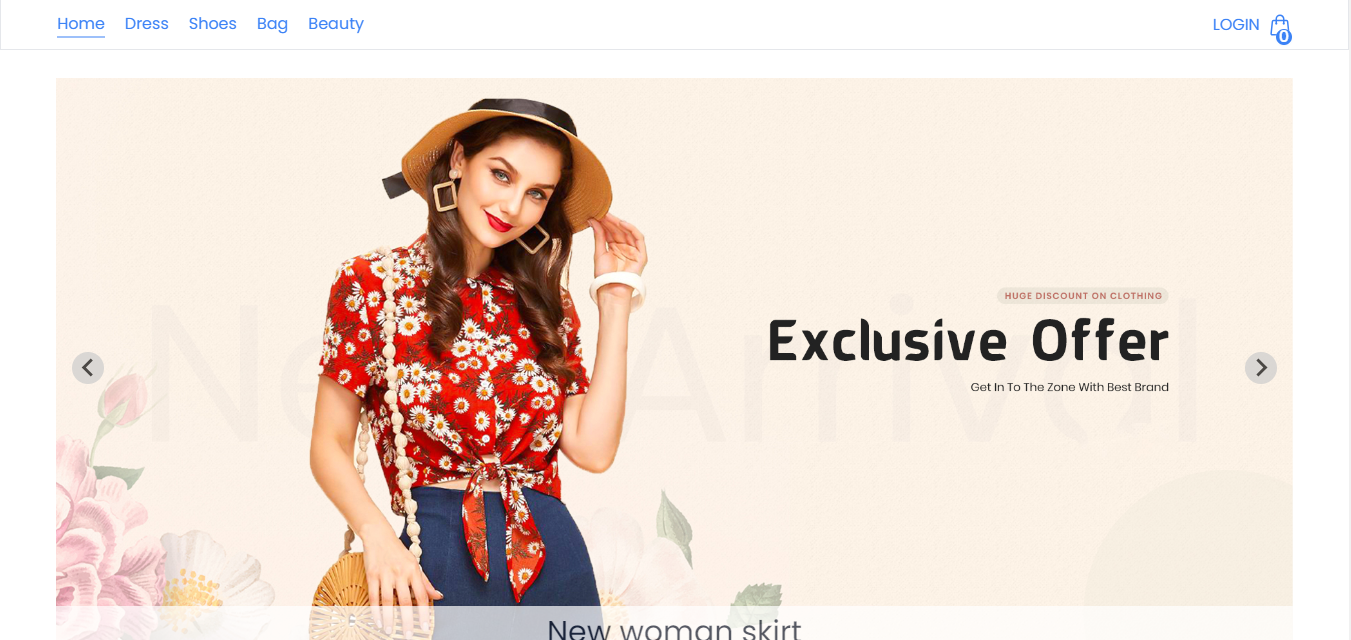 Home Dress Shoes Bag Beauty LOGIN
0
New Arrival
HUGE DISCOUNT ON CLOTHING
Exclusive Offer
Get In To The Zone With Best Brand
New woman skirt